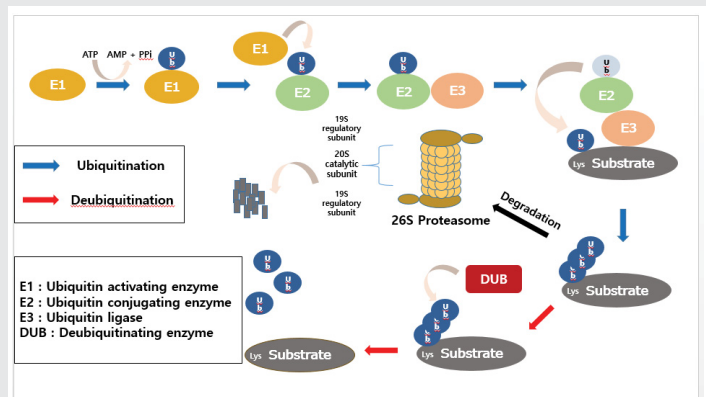 ATP AMP + PPi
E1
Ub
E1
E1
Ub
E2
Ub
E2
E3
Ub
E2
E3
Ub
Lys Substrate
19S
regulatory
subunit
20S
catalytic
subunit
19S
regulatory
subunit
26S Proteasome
Degradation
Ubiquitination
Deubiquitination
Ub
Ub
Ub
Lys Substrate
DUB
Ub
Ub
Ub
Lys Substrate
Ub
Ub
Ub
Lys Substrate
E1 : Ubiquitin activating enzyme
E2 : Ubiquitin conjugating enzyme
E3 : Ubiquitin ligase
DUB : Deubiquitinating enzyme